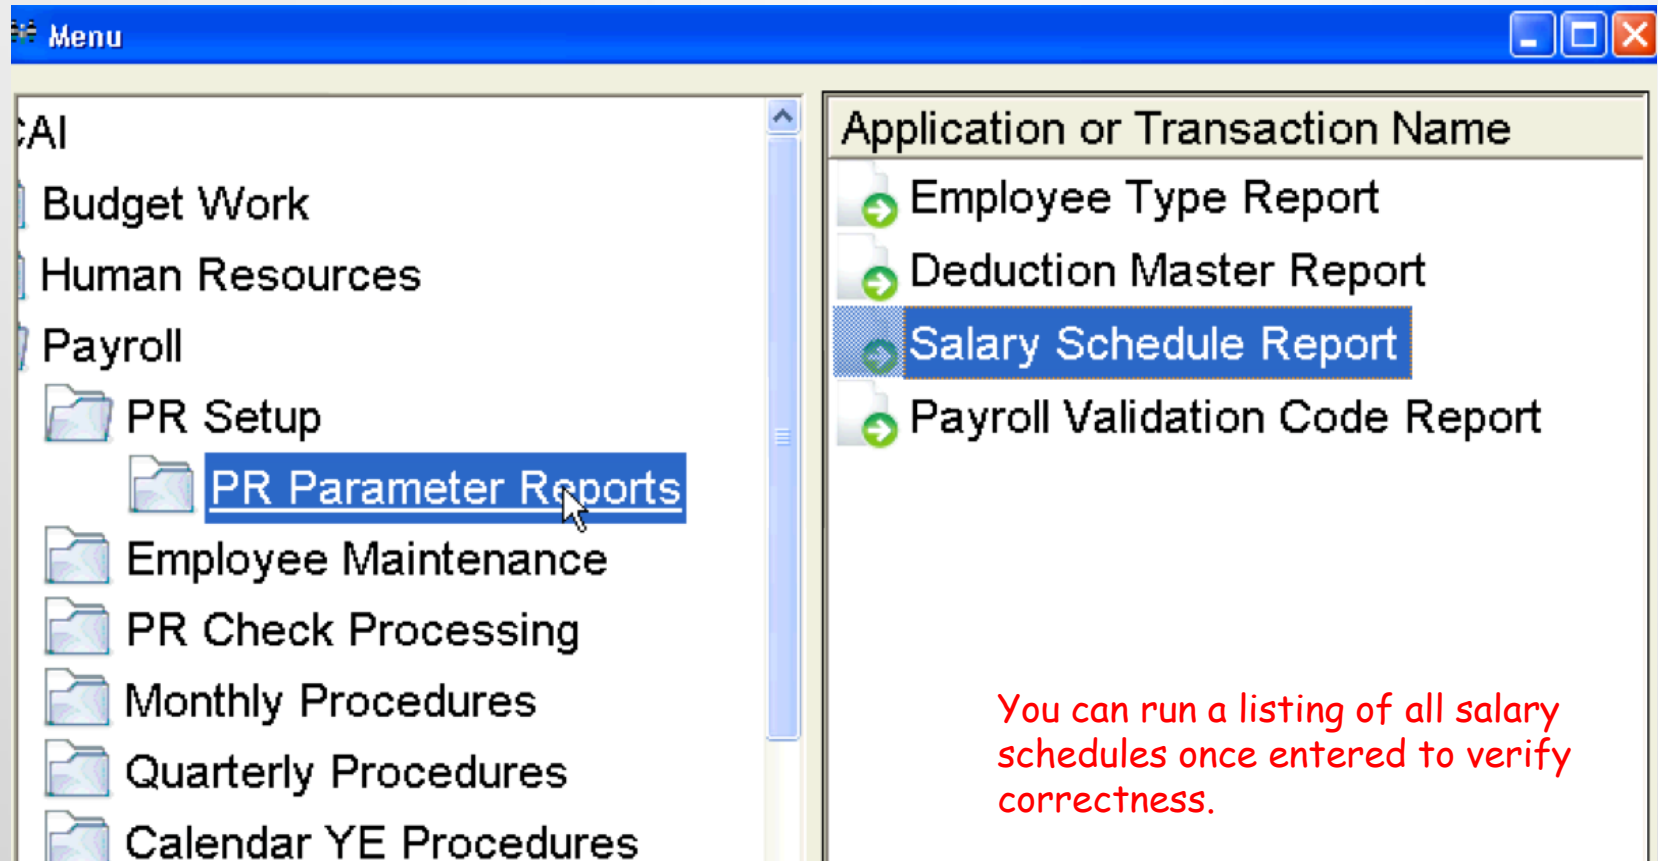 Menu
:AI
Budget Work
Human Resources
Payroll
PR Setup
PR Parameter Reports
Employee Maintenance
PR Check Processing
Monthly Procedures
Quarterly Procedures
Calendar YE Procedures
Application or Transaction Name
Employee Type Report
Deduction Master Report
Salary Schedule Report
Payroll Validation Code Report
You can run a listing of all salary
schedules once entered to verify
correctness.